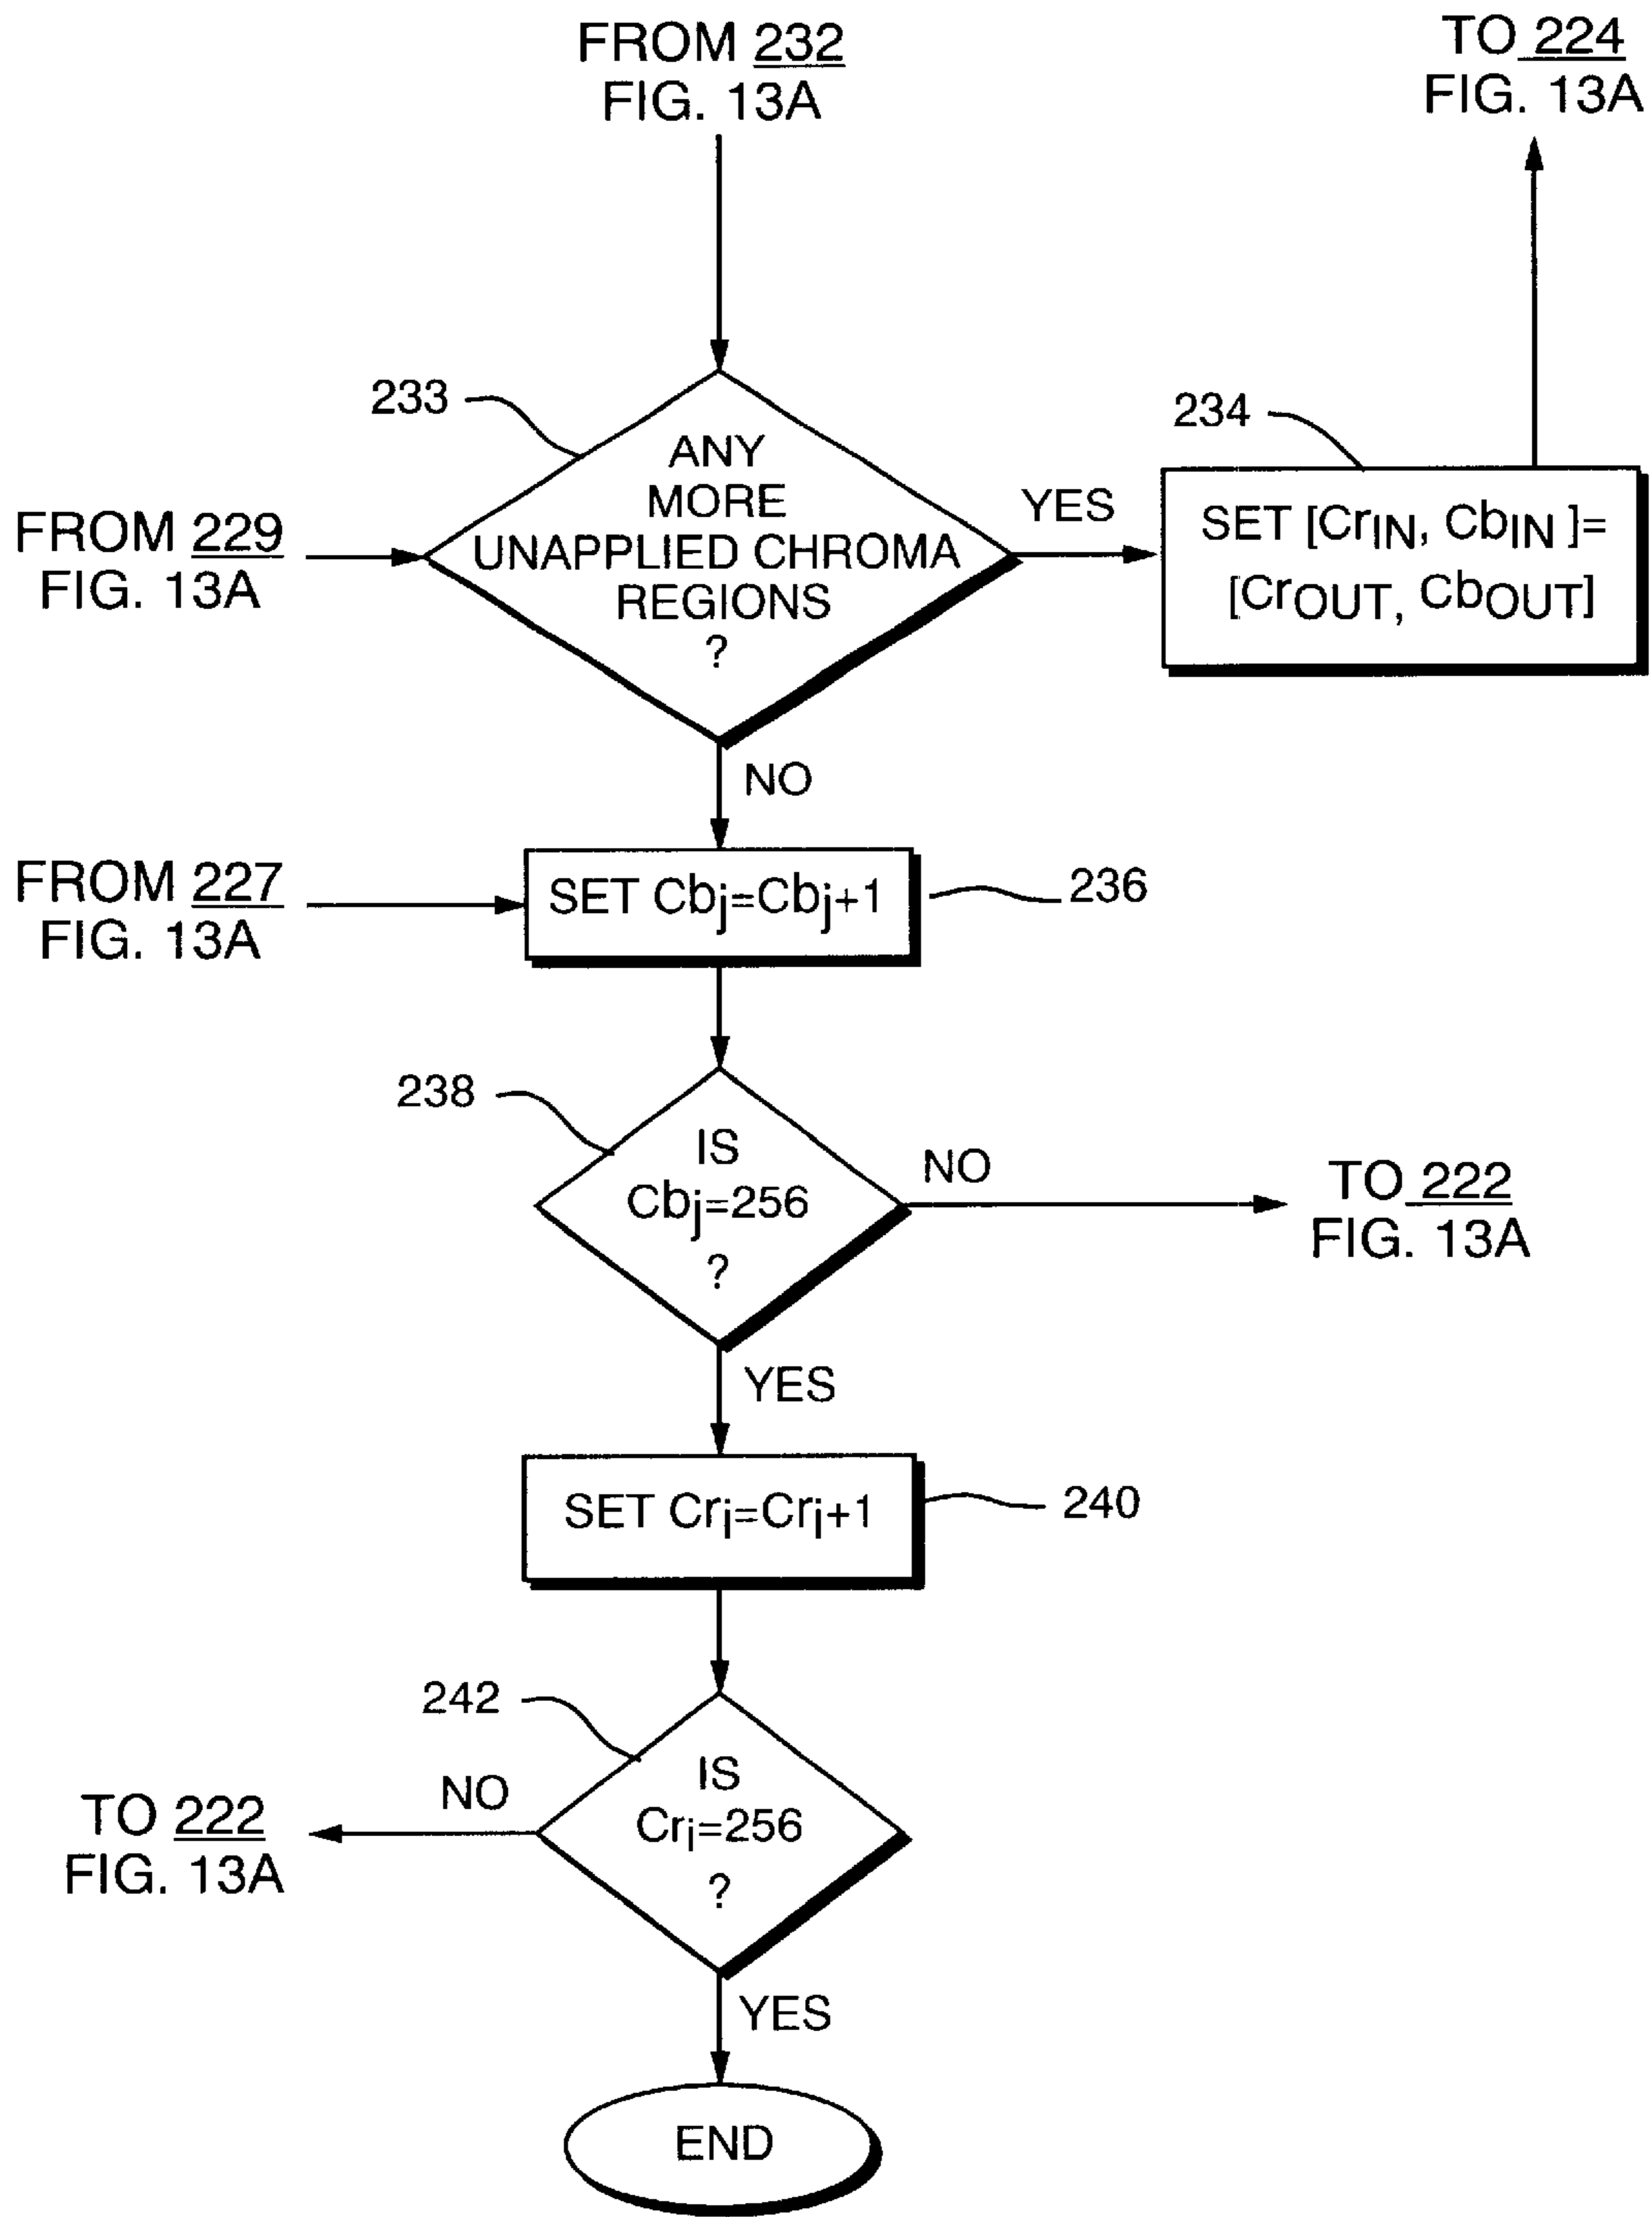 FROM 232
FIG. 13A
TO 224
FIG. 13A
233
ANY
MORE
UNAPPLIED CHROMA
REGIONS
?
YES
234
SET [CrIN, CbIN ]=
[CrOUT, CbOUT]
FROM 229
FIG. 13A
NO
FROM 227
FIG. 13A
SET Cbj=Cbj+1
236
238
IS
Cbj=256
?
NO
TO 222
FIG. 13A
YES
SET Cri=Cri+1
240
242
IS
Cri=256
?
NO
TO 222
FIG. 13A
YES
END